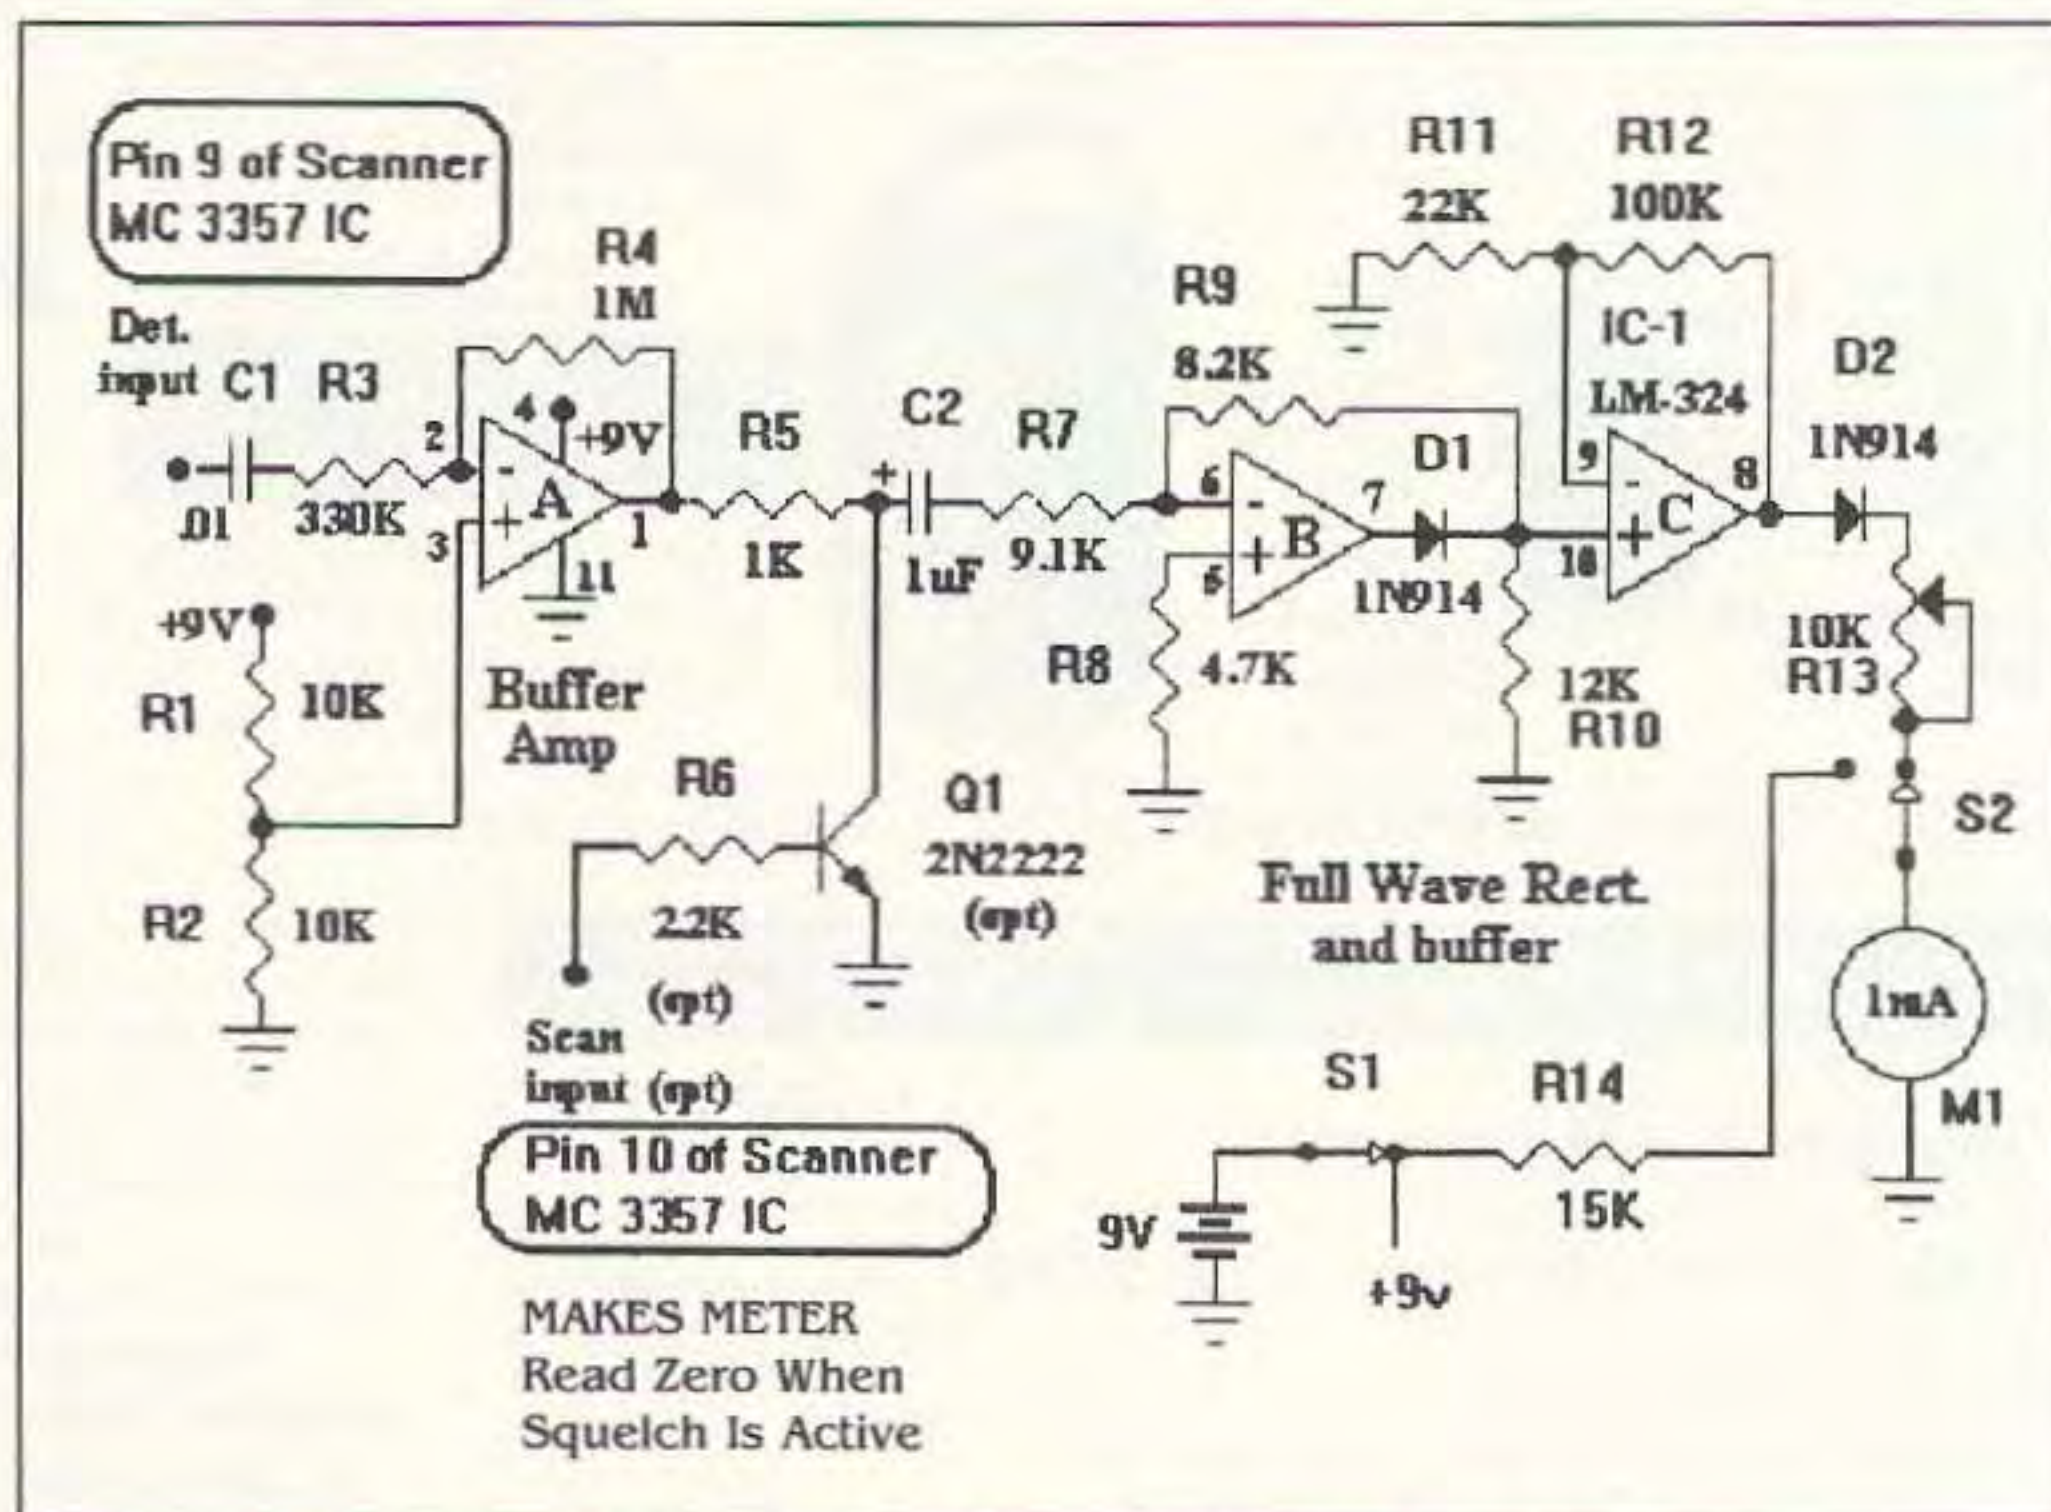 Pin 9 of Scanner
MC 3357 IC
Det.
input
C1
.01
R3
330K
R4
1M
2
3
4
+9V
-
+
A
1
11
Buffer
Amp
+9V
R1
10K
R2
10K
R5
1K
R6
2.2K
(opt)
Scan
input (opt)
Pin 10 of Scanner
MC 3357 IC
MAKES METER
Read Zero When
Squelch Is Active
Q1
2N2222
(opt)
C2
+
1uF
R7
9.1K
R8
4.7K
R9
8.2K
6
5
-
+
B
7
D1
1N914
R10
12K
R11
22K
R12
100K
IC-1
LM-324
9
10
-
+
C
8
D2
1N914
10K
R13
S2
Full Wave Rect.
and buffer
1mA
M1
S1
R14
15K
9V
+9v